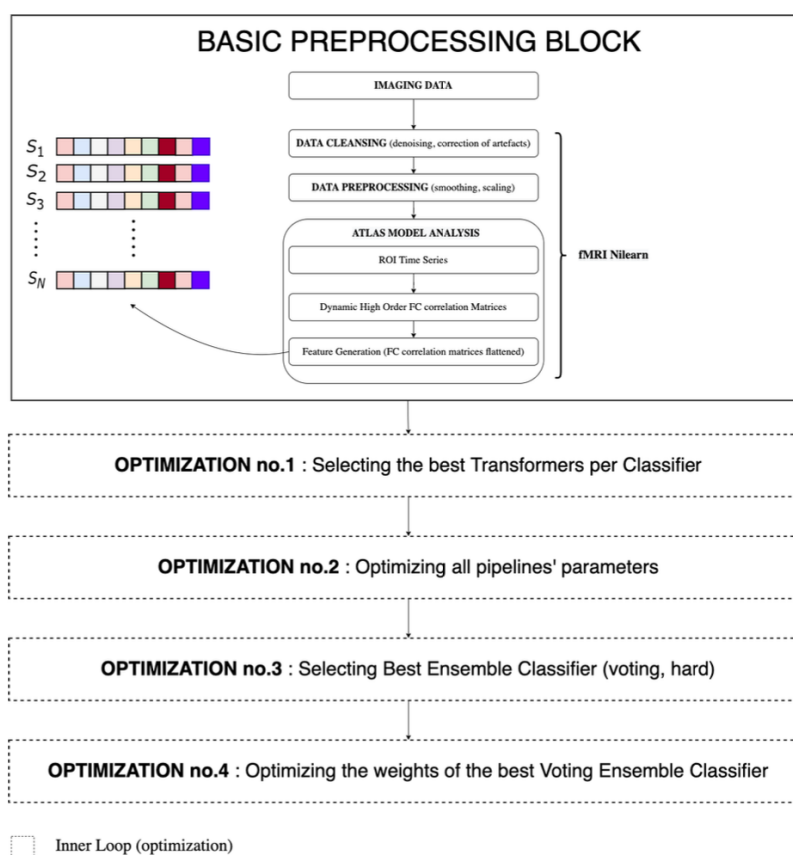 BASIC PREPROCESSING BLOCK
IMAGING DATA
DATA CLEANSING (denoising, correction of artefacts)
DATA PREPROCESSING (smoothing, scaling)
ATLAS MODEL ANALYSIS
ROI Time Series
Dynamic High Order FC correlation Matrices
Feature Generation (FC correlation matrices flattened)
fMRI Nilearn
S1
S2
S3
SN
OPTIMIZATION no.1 : Selecting the best Transformers per Classifier
OPTIMIZATION no.2 : Optimizing all pipelines' parameters
OPTIMIZATION no.3 : Selecting Best Ensemble Classifier (voting, hard)
OPTIMIZATION no.4 : Optimizing the weights of the best Voting Ensemble Classifier
Inner Loop (optimization)